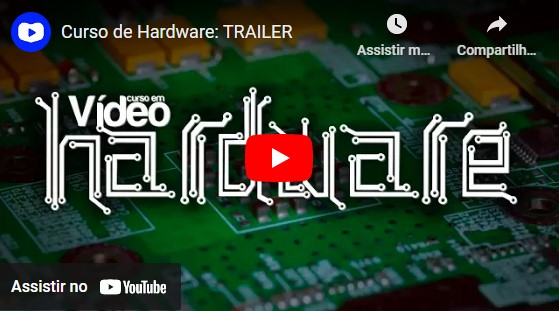 Curso de Hardware: TRAILER
Assistir m...
Compartilh...
curso em
Vídeo
hardware
Assistir no YouTube